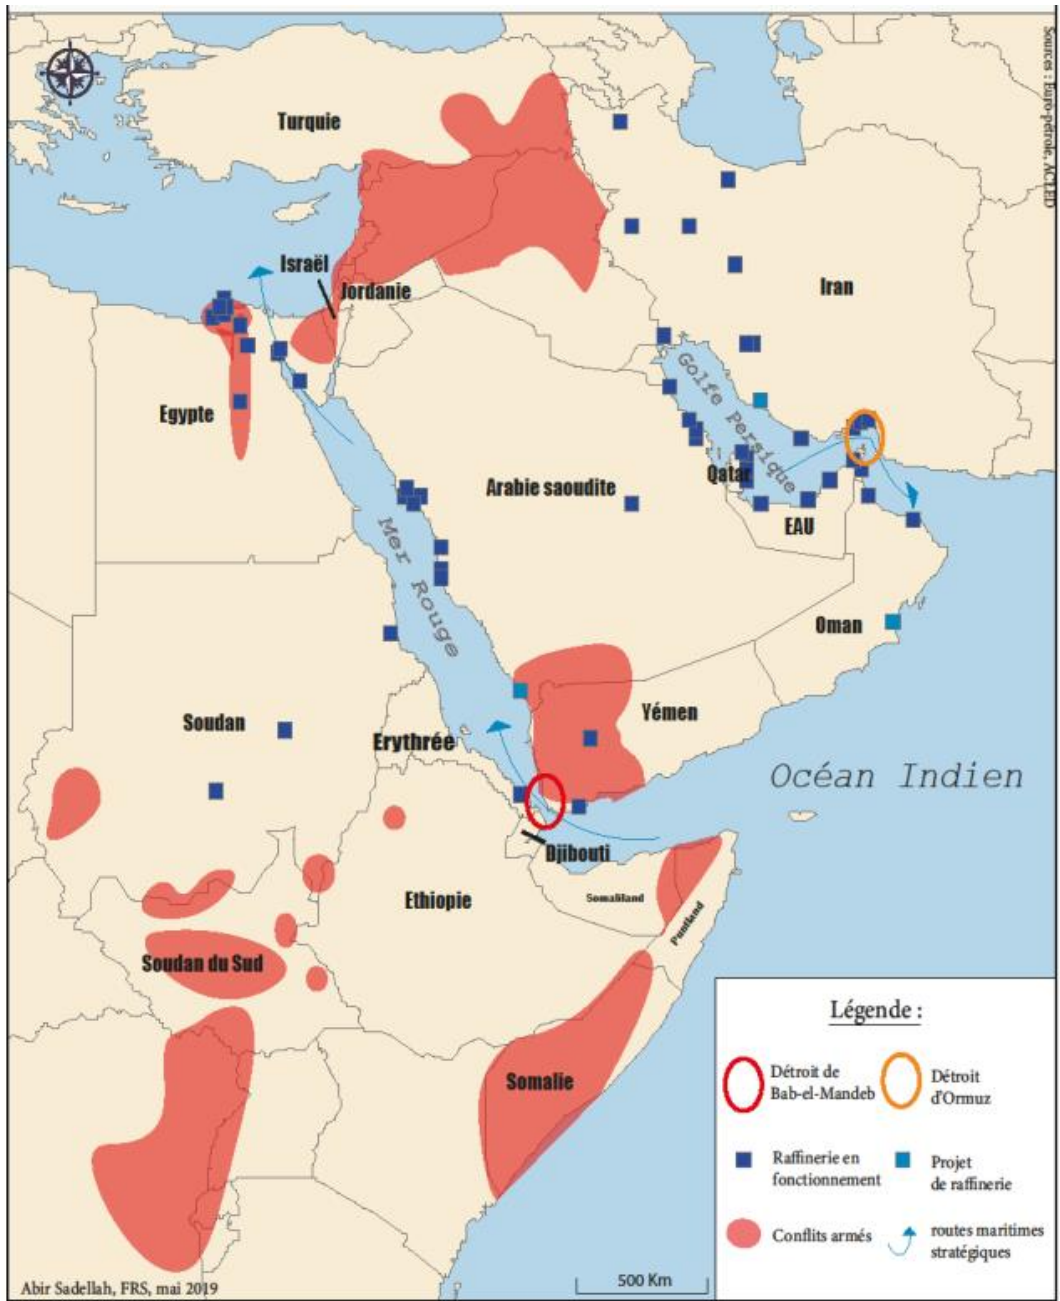 Sources : Euro-petrole, ACLED
Turquie
Israël
Jordanie
Iran
Golfe Persique
Egypte
Qatar
Arabie saoudite
EAU
Mer Rouge
Oman
Soudan
Yémen
Erythrée
Océan Indien
Djibouti
Ethiopie
Somaliland
Puntland
Soudan du Sud
Somalie
Légende :
Détroit de
Bab-el-Mandeb
Détroit
d'Ormuz
Raffinerie en
fonctionnement
Projet
de raffinerie
Conflits armés
routes maritimes
stratégiques
Abir Sadellah, FRS, mai 2019
500 Km